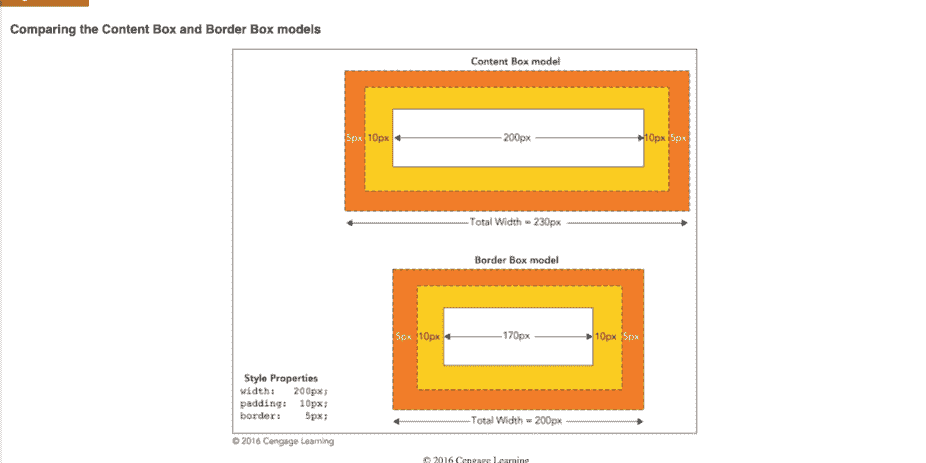 Comparing the Content Box and Border Box models
Content Box model
5px 10px 200px 10px 5px
Total Width = 230px
Border Box model
5px 10px 170px 10px 5px
Style Properties
width: 200px;
padding: 10px;
border: 5px;
Total Width = 200px
© 2016 Cengage Learning
© 2016 Cengage Learning